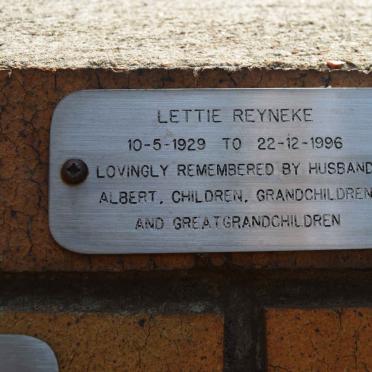 LETTIE REYNEKE
10-5-1929 TO 22-12-1996
LOVINGLY REMEMBERED BY HUSBAND
ALBERT, CHILDREN, GRANDCHILDREN
AND GREATGRANDCHILDREN